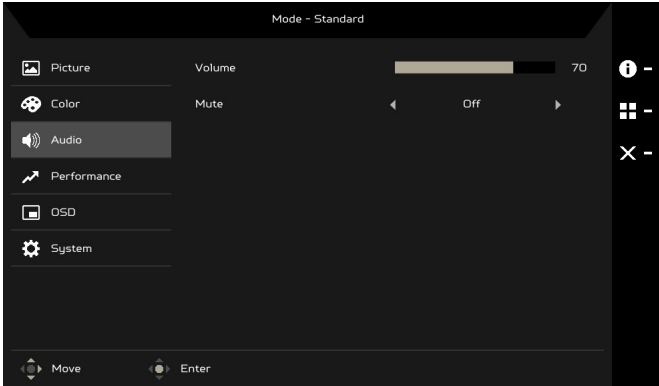 Mode - Standard
Picture
Volume 70
Color
Mute Off
Audio
Performance
OSD
System
Move Enter